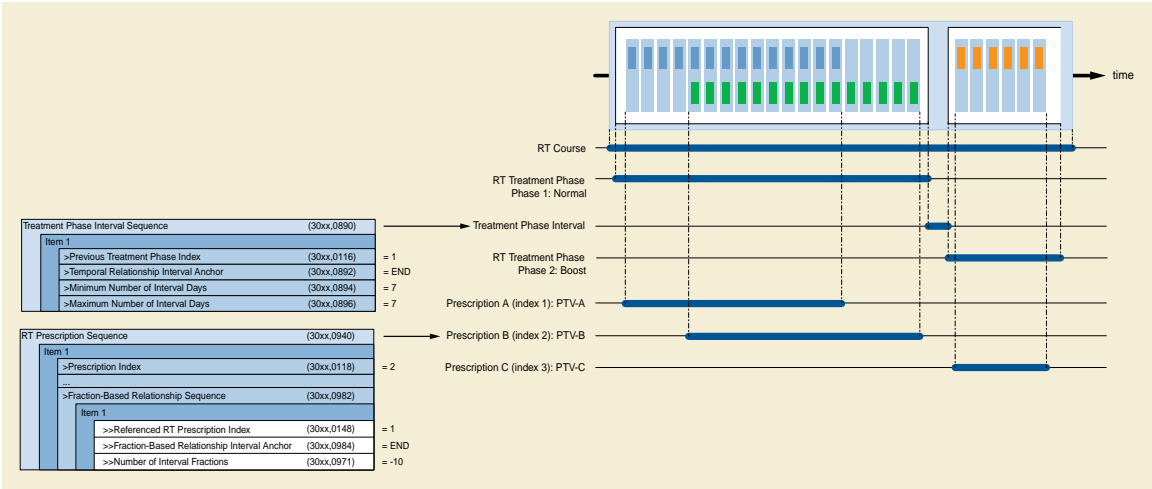 time
RT Course
RT Treatment Phase
Phase 1: Normal
Treatment Phase Interval Sequence (30xx,0890)
Treatment Phase Interval
Item 1
>Previous Treatment Phase Index (30xx,0116) = 1
RT Treatment Phase
Phase 2: Boost
>Temporal Relationship Interval Anchor (30xx,0892) = END
>Minimum Number of Interval Days (30xx,0894) = 7
>Maximum Number of Interval Days (30xx,0896) = 7
Prescription A (index 1): PTV-A
RT Prescription Sequence (30xx,0940)
Prescription B (index 2): PTV-B
Item 1
>Prescription Index (30xx,0118) = 2
Prescription C (index 3): PTV-C
...
>Fraction-Based Relationship Sequence (30xx,0982)
Item 1
>>Referenced RT Prescription Index (30xx,0148) = 1
>>Fraction-Based Relationship Interval Anchor (30xx,0984) = END
>>Number of Interval Fractions (30xx,0971) = -10